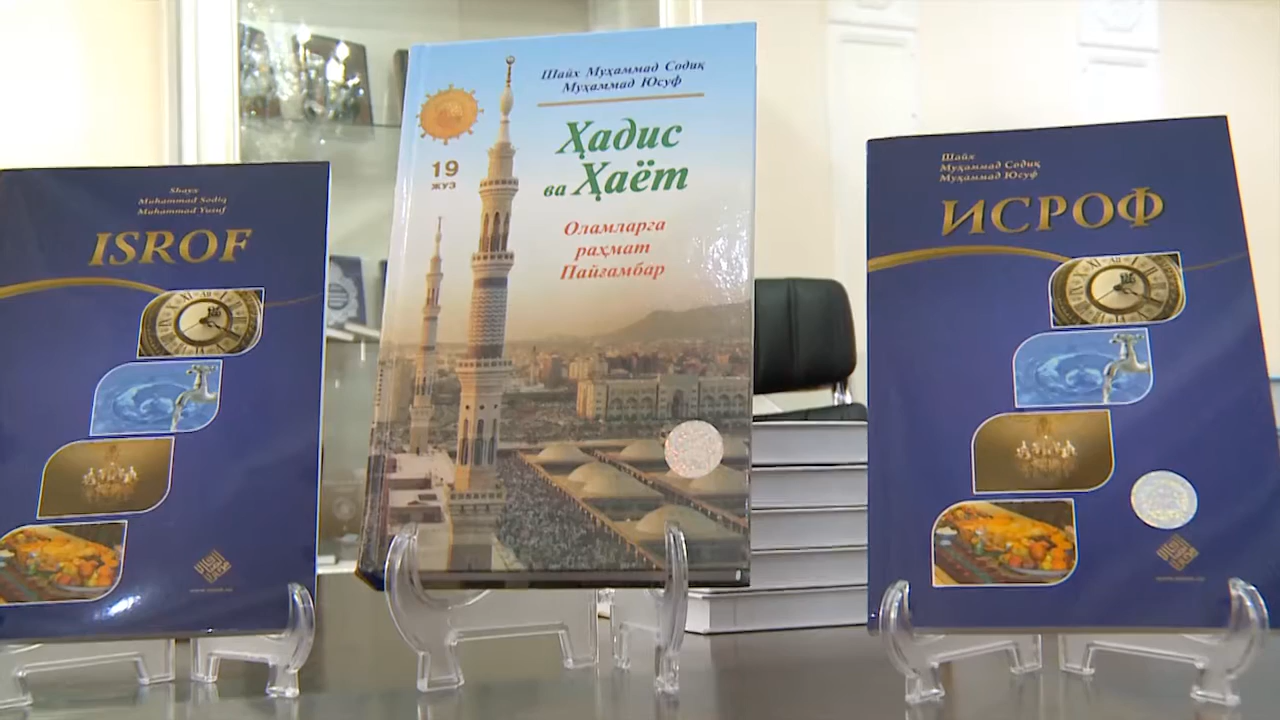 Shayx
Muhammad Sodiq
Muhammad Yusuf
ISROF
Шайх Муҳаммад Содиқ
Муҳаммад Юсуф
19
жуз
Ҳадис
ва Ҳаёт
Оламларга
раҳмат
Пайғамбар
Шайх
Муҳаммад Содиқ
Муҳаммад Юсуф
ИСРОФ